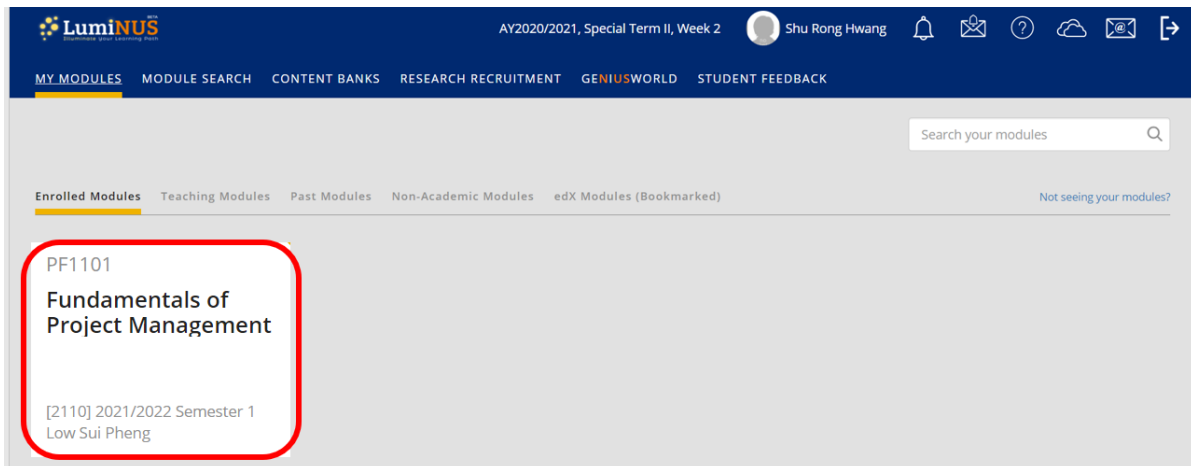 BETA
LumiNUS
Illuminate Your Learning Path
AY2020/2021, Special Term II, Week 2
Shu Rong Hwang
MY MODULES MODULE SEARCH CONTENT BANKS RESEARCH RECRUITMENT GENIUSWORLD STUDENT FEEDBACK
Search your modules
Enrolled Modules Teaching Modules Past Modules Non-Academic Modules edX Modules (Bookmarked) Not seeing your modules?
PF1101
Fundamentals of
Project Management
[2110] 2021/2022 Semester 1
Low Sui Pheng